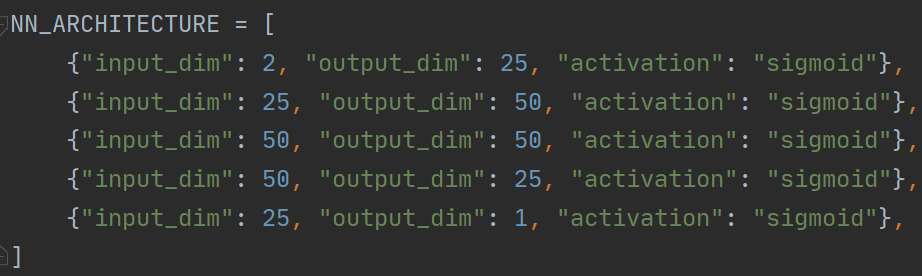 NN_ARCHITECTURE = [
    {"input_dim": 2, "output_dim": 25, "activation": "sigmoid"},
    {"input_dim": 25, "output_dim": 50, "activation": "sigmoid"},
    {"input_dim": 50, "output_dim": 50, "activation": "sigmoid"},
    {"input_dim": 50, "output_dim": 25, "activation": "sigmoid"},
    {"input_dim": 25, "output_dim": 1, "activation": "sigmoid"},
]